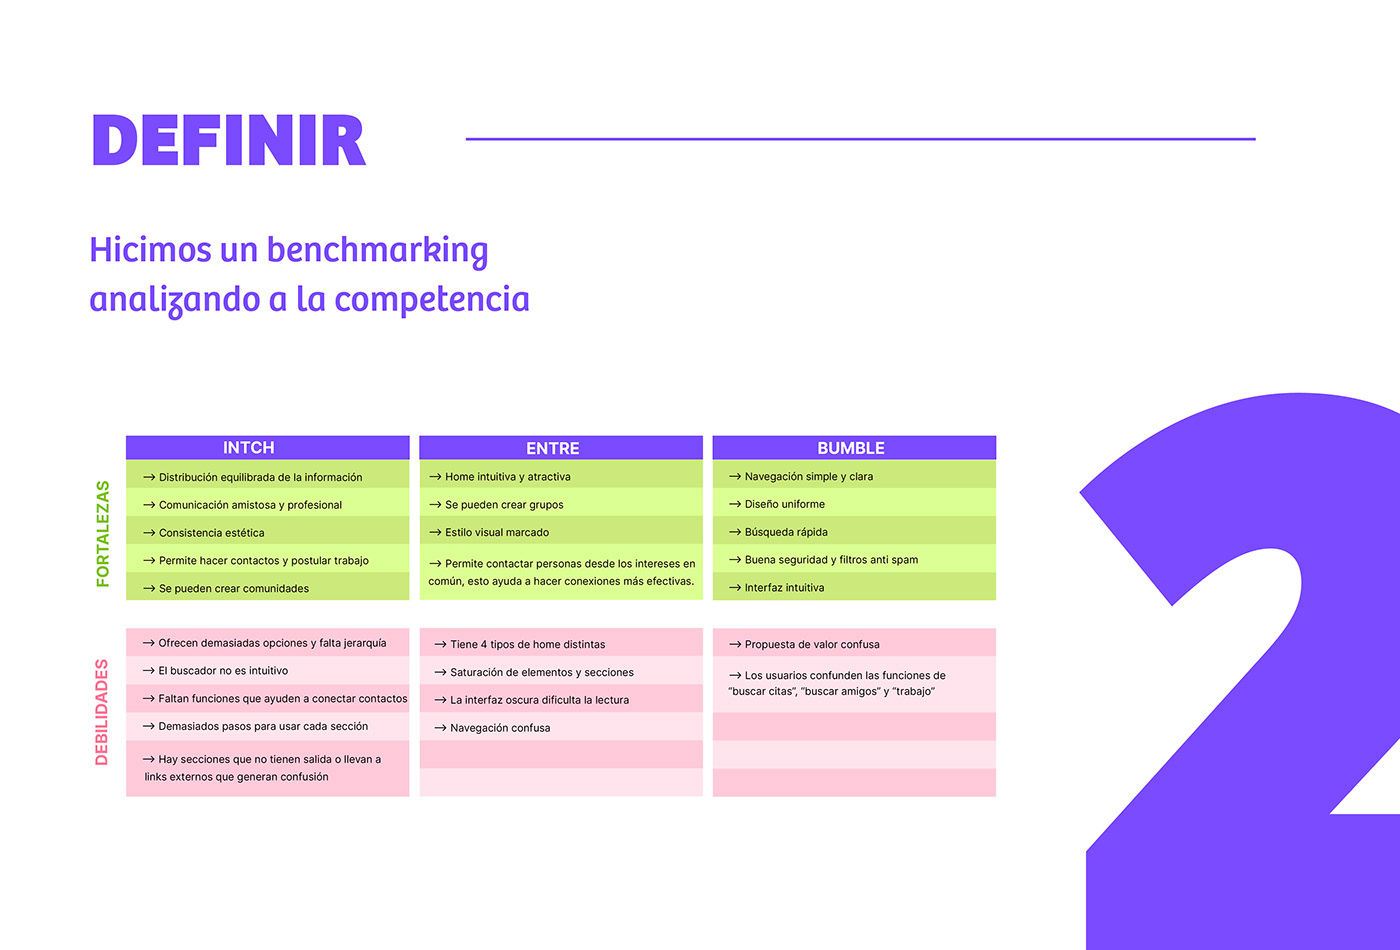 DEFINIR
Hicimos un benchmarking
analizando a la competencia
INTCH
ENTRE
BUMBLE
FORTALEZAS
→ Distribución equilibrada de la información
→ Comunicación amistosa y profesional
→ Consistencia estética
→ Permite hacer contactos y postular trabajo
→ Se pueden crear comunidades
→ Home intuitiva y atractiva
→ Se pueden crear grupos
→ Estilo visual marcado
→ Permite contactar personas desde los intereses en
común, esto ayuda a hacer conexiones más efectivas.
→ Navegación simple y clara
→ Diseño uniforme
→ Búsqueda rápida
→ Buena seguridad y filtros anti spam
→ Interfaz intuitiva
DEBILIDADES
→ Ofrecen demasiadas opciones y falta jerarquía
→ El buscador no es intuitivo
→ Faltan funciones que ayuden a conectar contactos
→ Demasiados pasos para usar cada sección
→ Hay secciones que no tienen salida o llevan a
links externos que generan confusión
→ Tiene 4 tipos de home distintas
→ Saturación de elementos y secciones
→ La interfaz oscura dificulta la lectura
→ Navegación confusa
→ Propuesta de valor confusa
→ Los usuarios confunden las funciones de
“buscar citas”, “buscar amigos” y “trabajo”
2